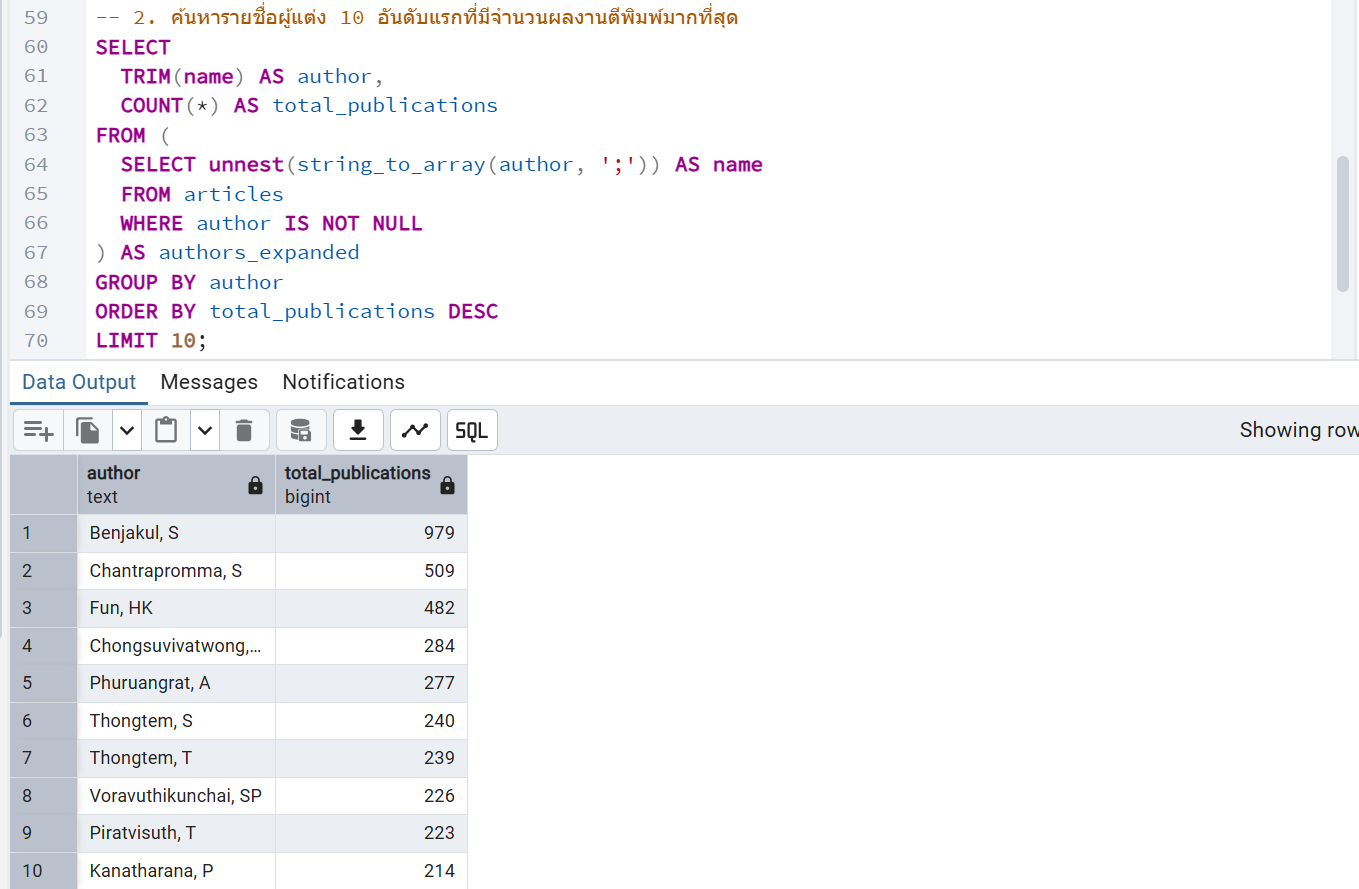 59 -- 2. ค้นหารายชื่อผู้แต่ง 10 อันดับแรกที่มีจำนวนผลงานตีพิมพ์มากที่สุด
60 SELECT
61 TRIM(name) AS author,
62 COUNT(*) AS total_publications
63 FROM (
64 SELECT unnest(string_to_array(author, ';')) AS name
65 FROM articles
66 WHERE author IS NOT NULL
67 ) AS authors_expanded
68 GROUP BY author
69 ORDER BY total_publications DESC
70 LIMIT 10;
Data Output Messages Notifications
SQL Showing row
author total_publications
text bigint
1 Benjakul, S 979
2 Chantrapromma, S 509
3 Fun, HK 482
4 Chongsuvivatwong,... 284
5 Phuruangrat, A 277
6 Thongtem, S 240
7 Thongtem, T 239
8 Voravuthikunchai, SP 226
9 Piratvisuth, T 223
10 Kanatharana, P 214